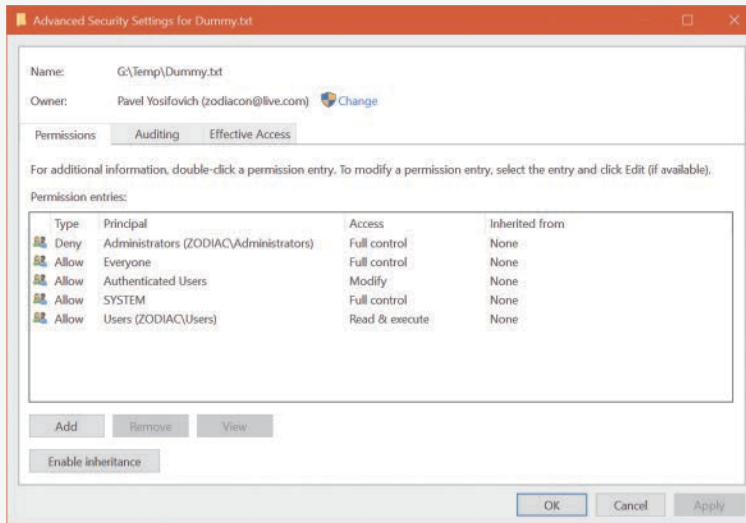 Advanced Security Settings for Dummy.txt
Name: G:\Temp\Dummy.txt
Owner: Pavel Yosifovich (zodiacon@live.com) Change
Permissions Auditing Effective Access
For additional information, double-click a permission entry. To modify a permission entry, select the entry and click Edit (if available).
Permission entries:
Type Principal Access Inherited from
Deny Administrators (ZODIAC\Administrators) Full control None
Allow Everyone Full control None
Allow Authenticated Users Modify None
Allow SYSTEM Full control None
Allow Users (ZODIAC\Users) Read & execute None
Add Remove View
Enable inheritance
OK Cancel Apply